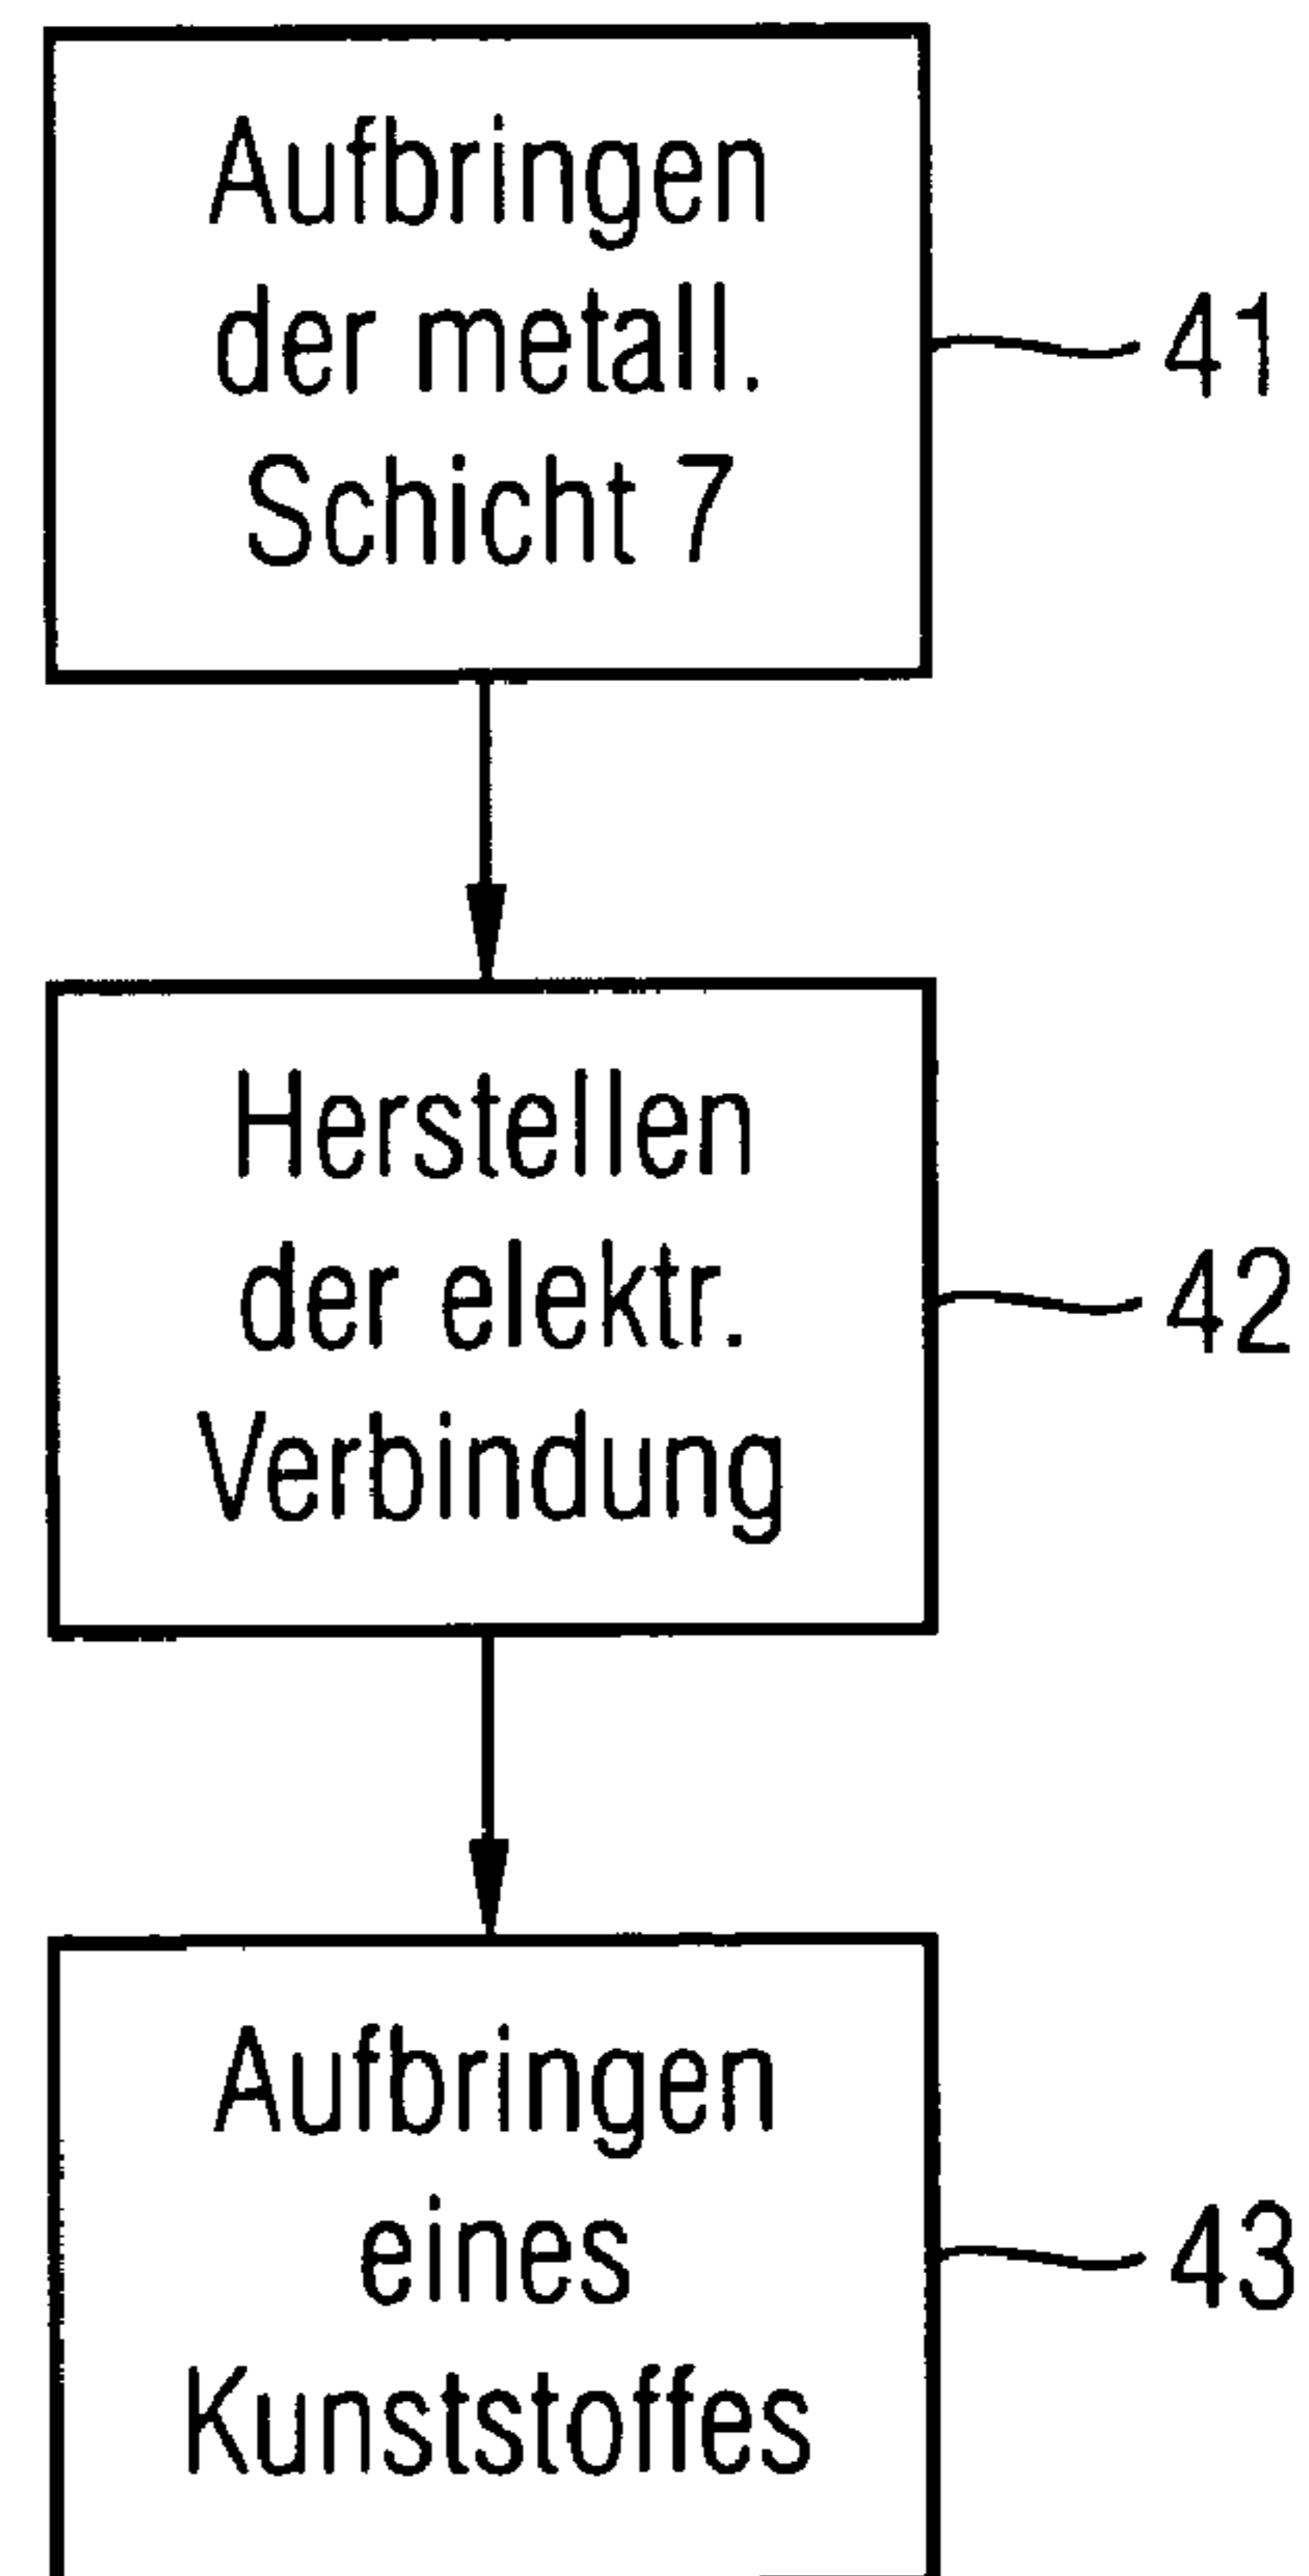 Aufbringen
der metall.
Schicht 7
41
Herstellen
der elektr.
Verbindung
42
Aufbringen
eines
Kunststoffes
43